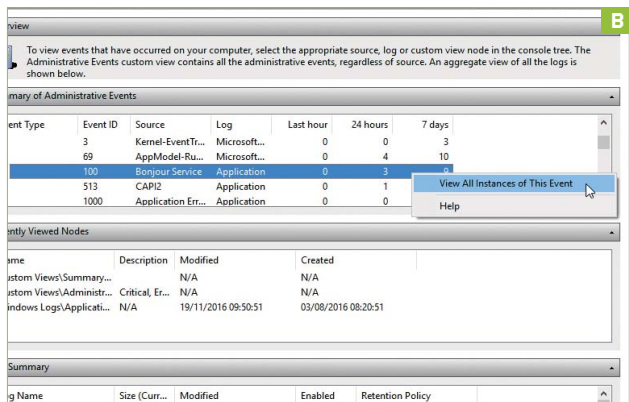 B
rview
To view events that have occurred on your computer, select the appropriate source, log or custom view node in the console tree. The
Administrative Events custom view contains all the administrative events, regardless of source. An aggregate view of all the logs is
shown below.
mary of Administrative Events
ent Type Event ID Source Log Last hour 24 hours 7 days
3 Kernel-EventTr... Microsoft... 0 0 3
69 AppModel-Ru... Microsoft... 0 4 10
100 Bonjour Service Application 0 3 9
513 CAPI2 Application 0 1
1000 Application Err... Application 0 0
View All Instances of This Event
Help
ently Viewed Nodes
ame Description Modified Created
ustom Views\Summary... N/A N/A
ustom Views\Administr... Critical, Er... N/A N/A
indows Logs\Applicati... N/A 19/11/2016 09:50:51 03/08/2016 08:20:51
Summary
g Name Size (Curr... Modified Enabled Retention Policy